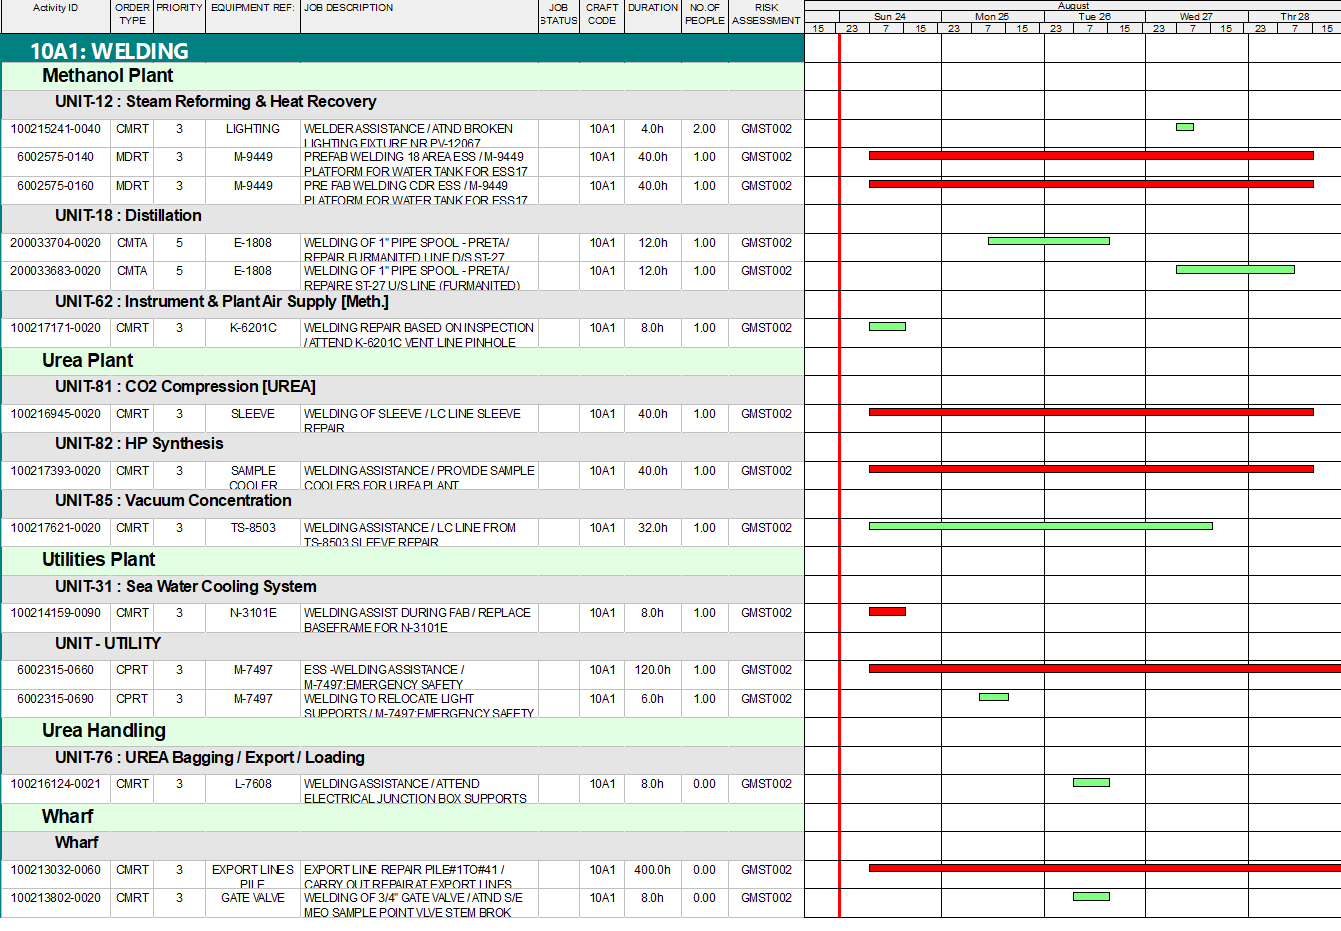 Activity ID ORDER TYPE PRIORITY EQUIPMENT REF: JOB DESCRIPTION JOB STATUS CRAFT CODE DURATION NO.OF PEOPLE RISK ASSESSMENT
August
Sun 24 Mon 25 Tue 26 Wed 27 Thr 28
15 23 7 15 23 7 15 23 7 15 23 7 15 23 7 15
10A1: WELDING
Methanol Plant
UNIT-12 : Steam Reforming & Heat Recovery
100215241-0040 CMRT 3 LIGHTING WELDER ASSISTANCE / ATND BROKEN 10A1 4.0h 2.00 GMST002
LIGHTING FIXTURE NR PV-12067
6002575-0140 MDRT 3 M-9449 PREFAB WELDING 18 AREA ESS / M-9449 10A1 40.0h 1.00 GMST002
PLATFORM FOR WATER TANK FOR ESS17
6002575-0160 MDRT 3 M-9449 PRE FAB WELDING CDR ESS / M-9449 10A1 40.0h 1.00 GMST002
PLATFORM FOR WATER TANK FOR ESS17
UNIT-18 : Distillation
200033704-0020 CMTA 5 E-1808 WELDING OF 1" PIPE SPOOL - PRETA / 10A1 12.0h 1.00 GMST002
REPAIR FURMANITED LINE D/S ST-27
200033683-0020 CMTA 5 E-1808 WELDING OF 1" PIPE SPOOL - PRETA / 10A1 12.0h 1.00 GMST002
REPAIRE ST-27 U/S LINE (FURMANITED)
UNIT-62 : Instrument & Plant Air Supply [Meth.]
100217171-0020 CMRT 3 K-6201C WELDING REPAIR BASED ON INSPECTION 10A1 8.0h 1.00 GMST002
/ ATTEND K-6201C VENT LINE PINHOLE
Urea Plant
UNIT-81 : CO2 Compression [UREA]
100216945-0020 CMRT 3 SLEEVE WELDING OF SLEEVE / LC LINE SLEEVE 10A1 40.0h 1.00 GMST002
REPAIR
UNIT-82 : HP Synthesis
100217393-0020 CMRT 3 SAMPLE WELDING ASSISTANCE / PROVIDE SAMPLE 10A1 40.0h 1.00 GMST002
COOLER COOLERS FOR UREA PLANT
UNIT-85 : Vacuum Concentration
100217621-0020 CMRT 3 TS-8503 WELDING ASSISTANCE / LC LINE FROM 10A1 32.0h 1.00 GMST002
TS-8503 SLEEVE REPAIR
Utilities Plant
UNIT-31 : Sea Water Cooling System
100214159-0090 CMRT 3 N-3101E WELDING ASSIST DURING FAB / REPLACE 10A1 8.0h 1.00 GMST002
BASEFRAME FOR N-3101E
UNIT - UTILITY
6002315-0660 CPRT 3 M-7497 ESS -WELDING ASSISTANCE / 10A1 120.0h 1.00 GMST002
M-7497:EMERGENCY SAFETY
6002315-0690 CPRT 3 M-7497 WELDING TO RELOCATE LIGHT 10A1 6.0h 1.00 GMST002
SUPPORTS / M-7497:EMERGENCY SAFETY
Urea Handling
UNIT-76 : UREA Bagging / Export / Loading
100216124-0021 CMRT 3 L-7608 WELDING ASSISTANCE / ATTEND 10A1 8.0h 0.00 GMST002
ELECTRICAL JUNCTION BOX SUPPORTS
Wharf
Wharf
100213032-0060 CMRT 3 EXPORT LINES EXPORT LINE REPAIR PILE#1TO#41 / 10A1 400.0h 0.00 GMST002
PILE CARRY OUT REPAIR AT EXPORT LINES
100213802-0020 CMRT 3 GATE VALVE WELDING OF 3/4" GATE VALVE / ATND S/E 10A1 8.0h 0.00 GMST002
MEO SAMPLE POINT VLVE STEM BROK